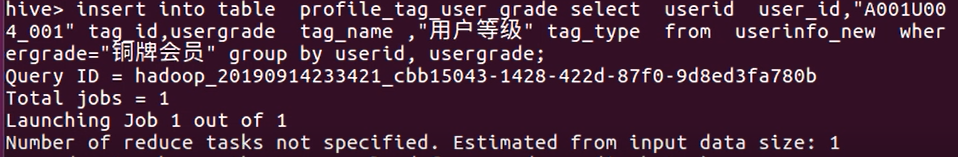 hive> insert into table  profile_tag_user_grade select  userid  user_id,"A001U00
4_001" tag_id,usergrade  tag_name ,"用户等级" tag_type  from  userinfo_new  wher
ergrade="铜牌会员" group by userid, usergrade;
Query ID = hadoop_20190914233421_cbb15043-1428-422d-87f0-9d8ed3fa780b
Total jobs = 1
Launching Job 1 out of 1
Number of reduce tasks not specified. Estimated from input data size: 1